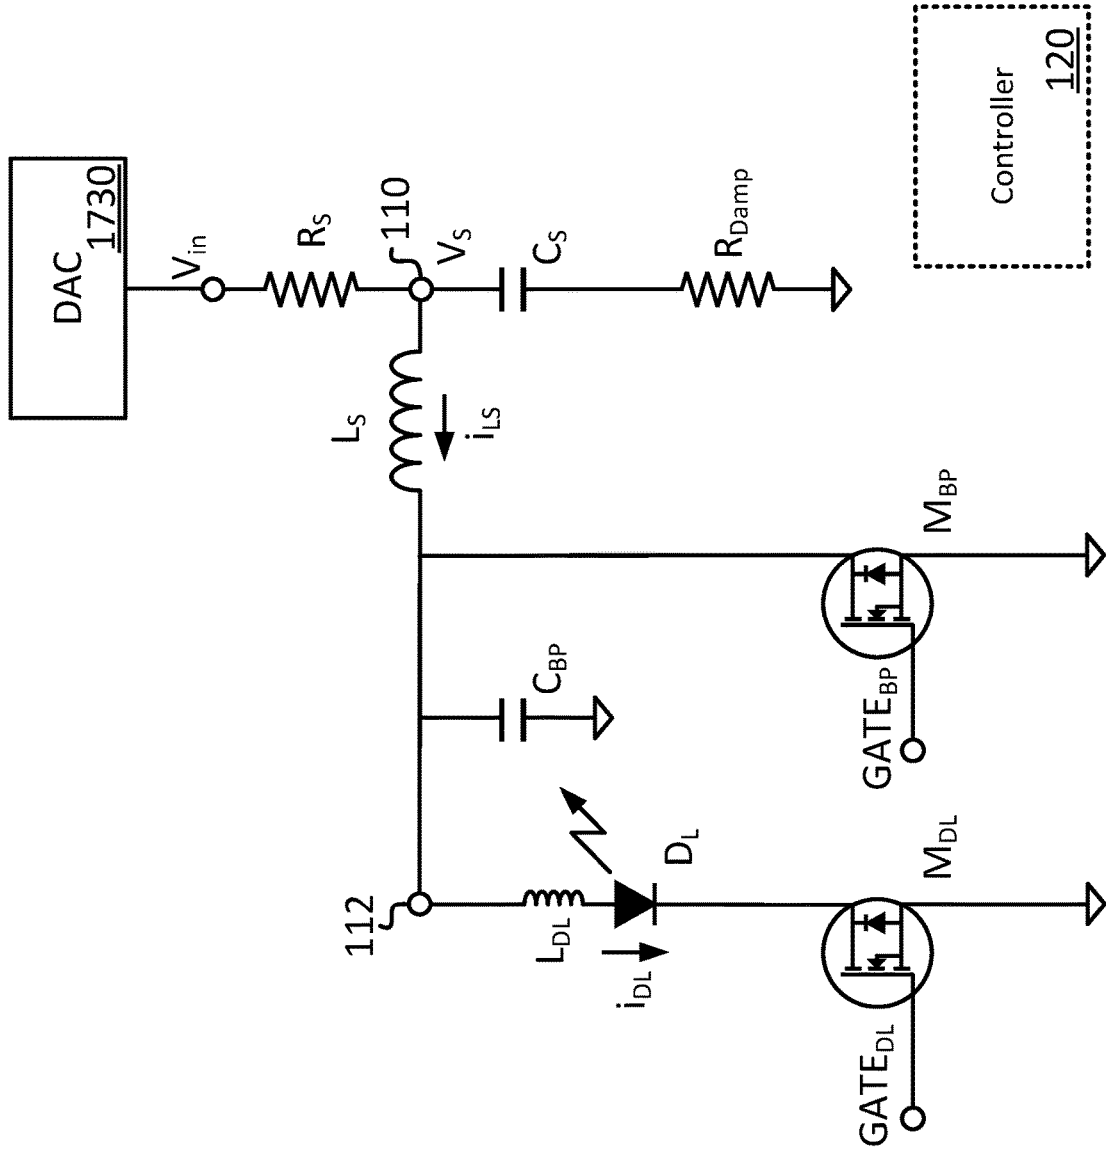 DAC
1730
Vin
RS
110
VS
CS
RDamp
Controller
120
LS
iLS
MBP
GATEBP
CBP
112
LDL
iDL
DL
MDL
GATEDL